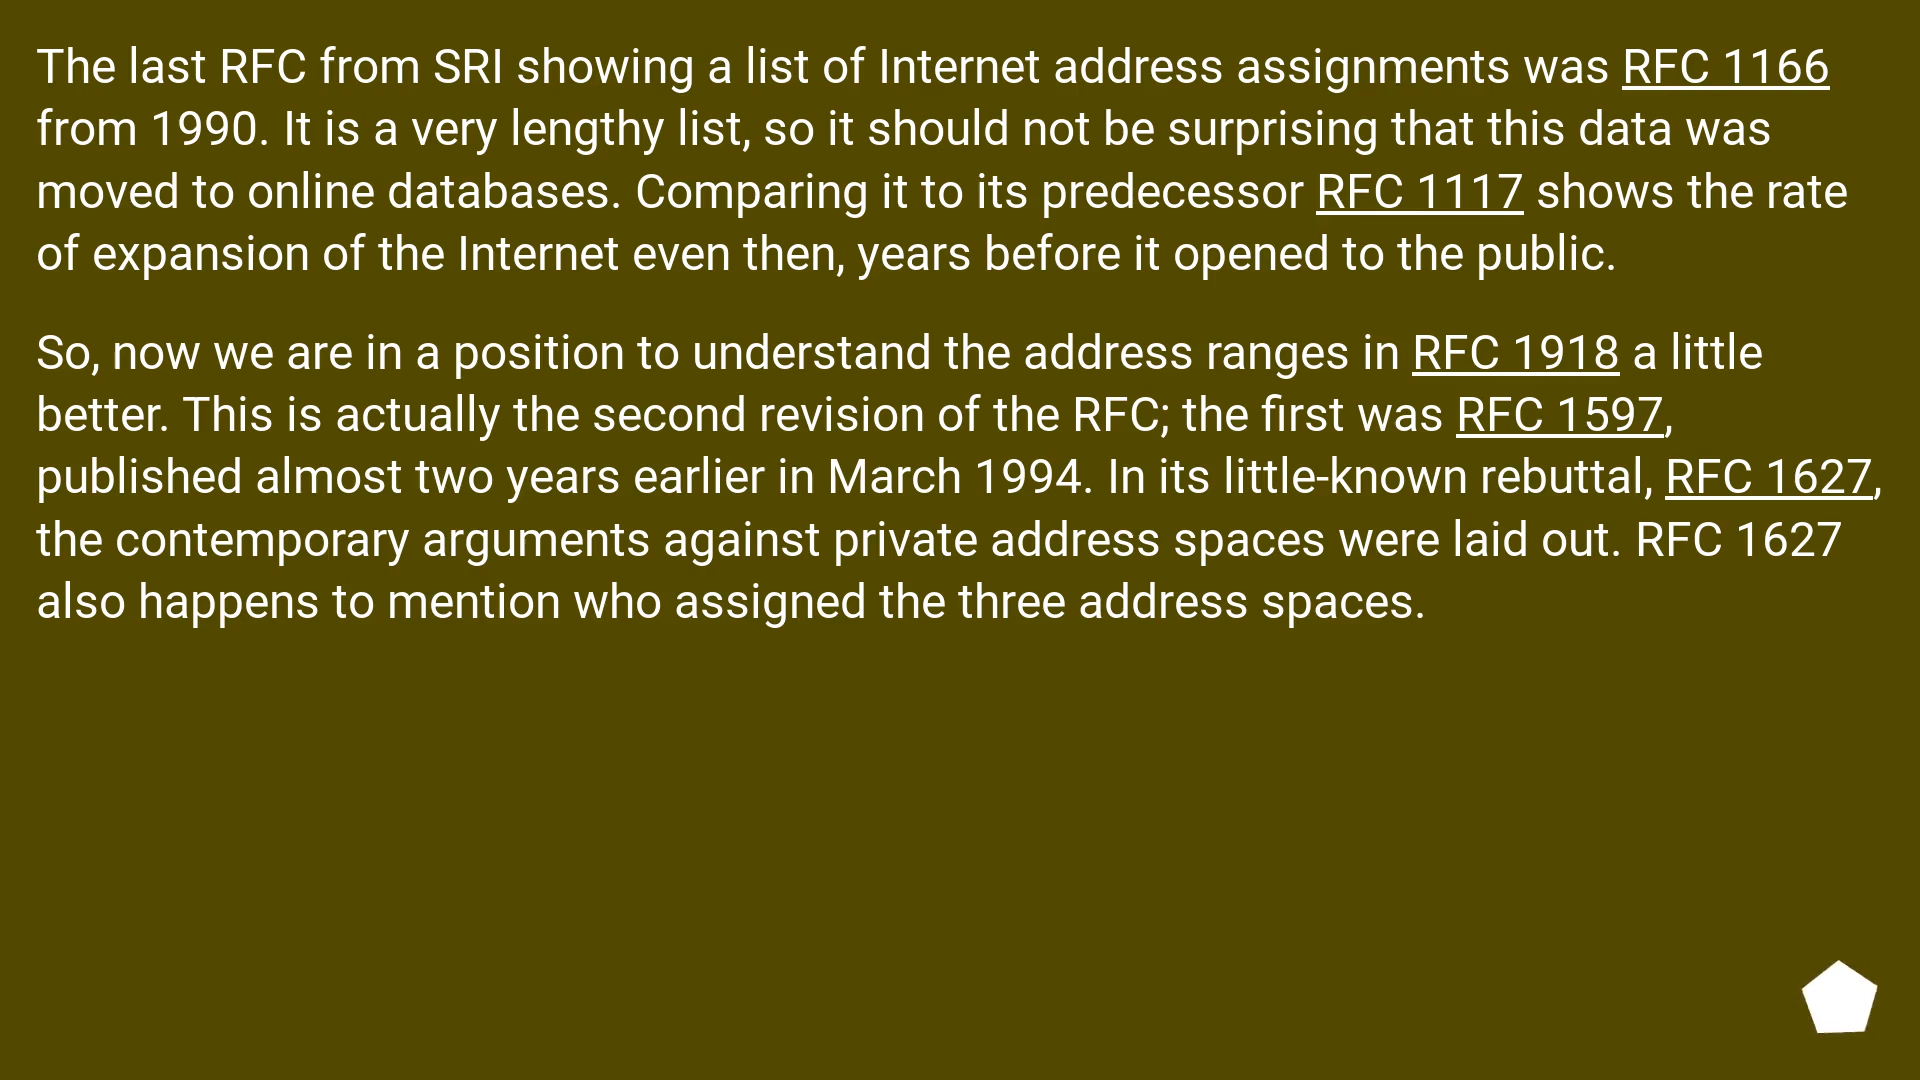 The last RFC from SRI showing a list of Internet address assignments was RFC 1166
from 1990. It is a very lengthy list, so it should not be surprising that this data was
moved to online databases. Comparing it to its predecessor RFC 1117 shows the rate
of expansion of the Internet even then, years before it opened to the public.
So, now we are in a position to understand the address ranges in RFC 1918 a little
better. This is actually the second revision of the RFC; the first was RFC 1597,
published almost two years earlier in March 1994. In its little-known rebuttal, RFC 1627,
the contemporary arguments against private address spaces were laid out. RFC 1627
also happens to mention who assigned the three address spaces.